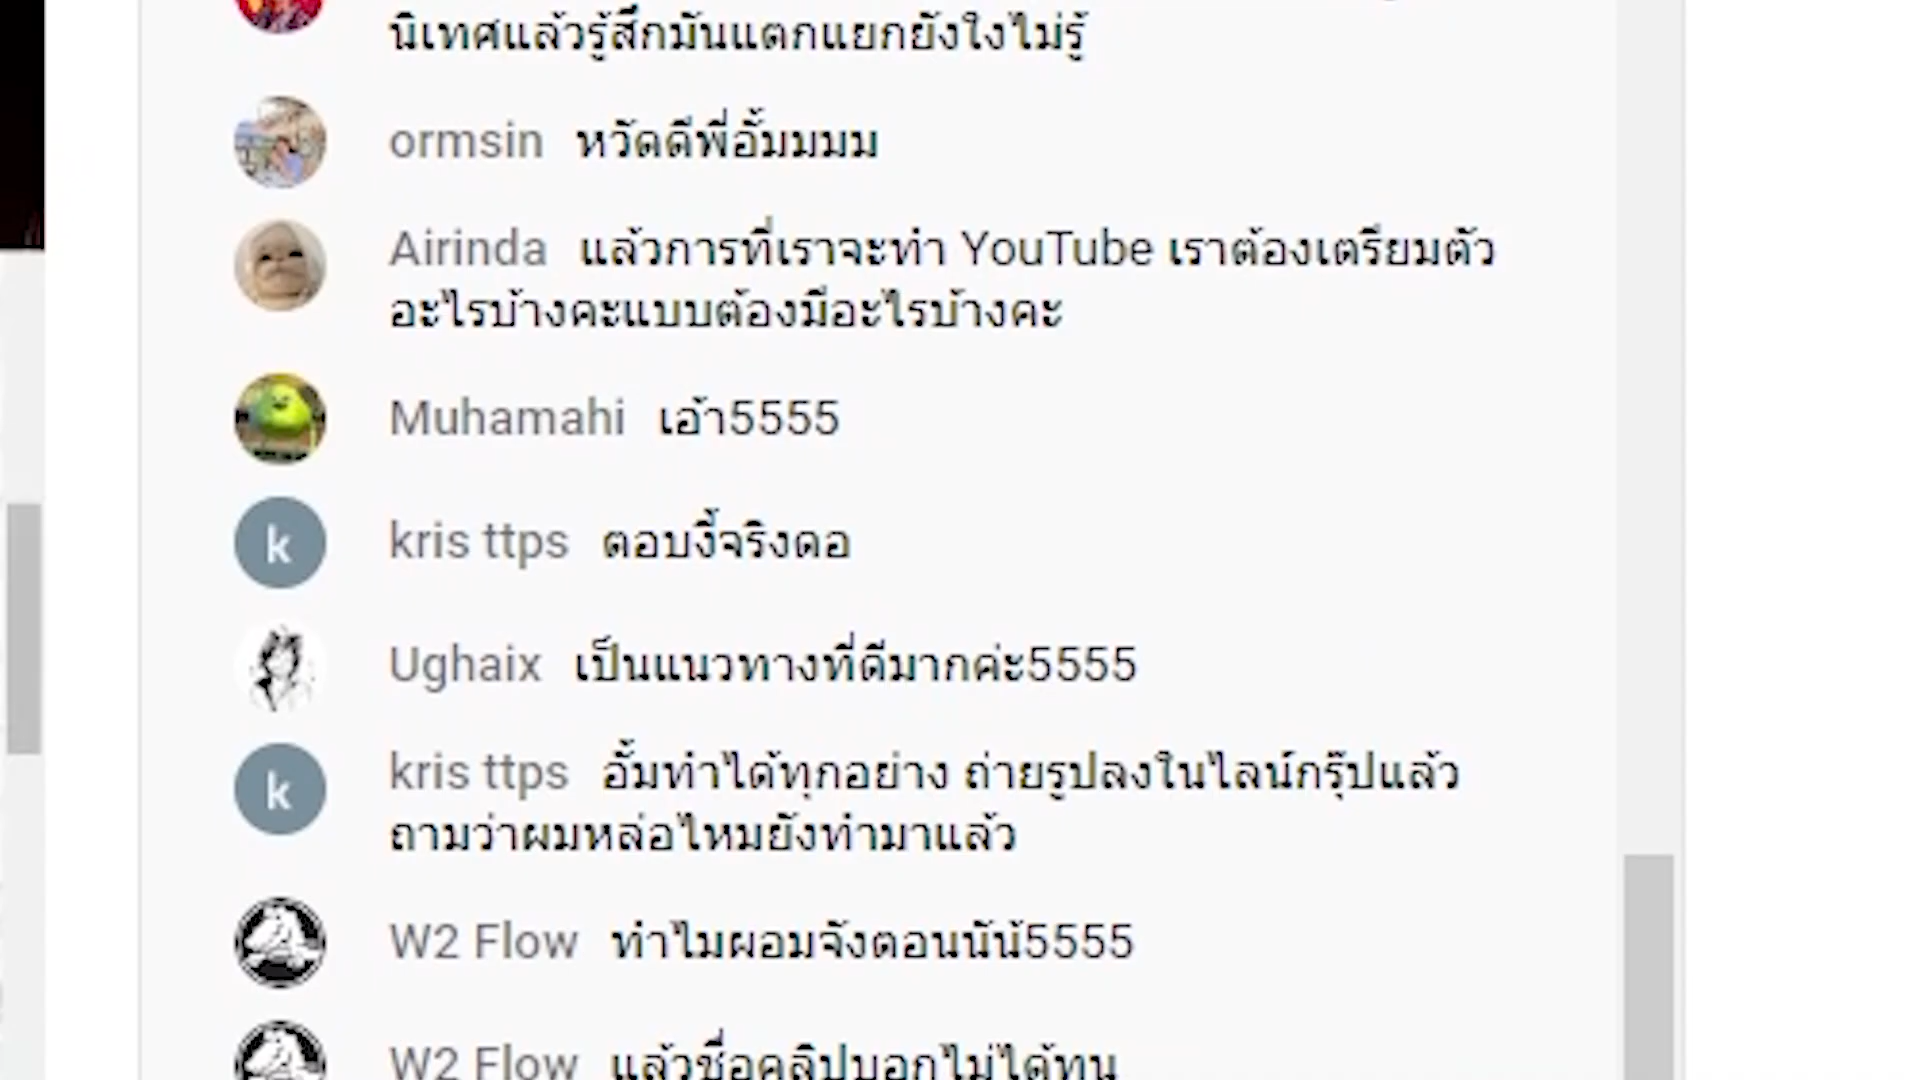 นิเทศแล้วรู้สึกมันแตกแยกยังใงไม่รู้
ormsin หวัดดีพี่อั้มมมม
Airinda แล้วการที่เราจะทำ YouTube เราต้องเตรียมตัว
อะไรบ้างคะแบบต้องมีอะไรบ้างคะ
Muhamahi เอ้า5555
k
kris ttps ตอบงี้จริงดอ
Ughaix เป็นแนวทางที่ดีมากค่ะ5555
k
kris ttps อั้มทำได้ทุกอย่าง ถ่ายรูปลงในไลน์กรุ๊ปแล้ว
ถามว่าผมหล่อไหมยังทำมาแล้ว
W2 Flow ทำไมผอมจังตอนนั้น้5555
W2 Flow แล้วชื่อคลิปบอกไม่ได้ทน